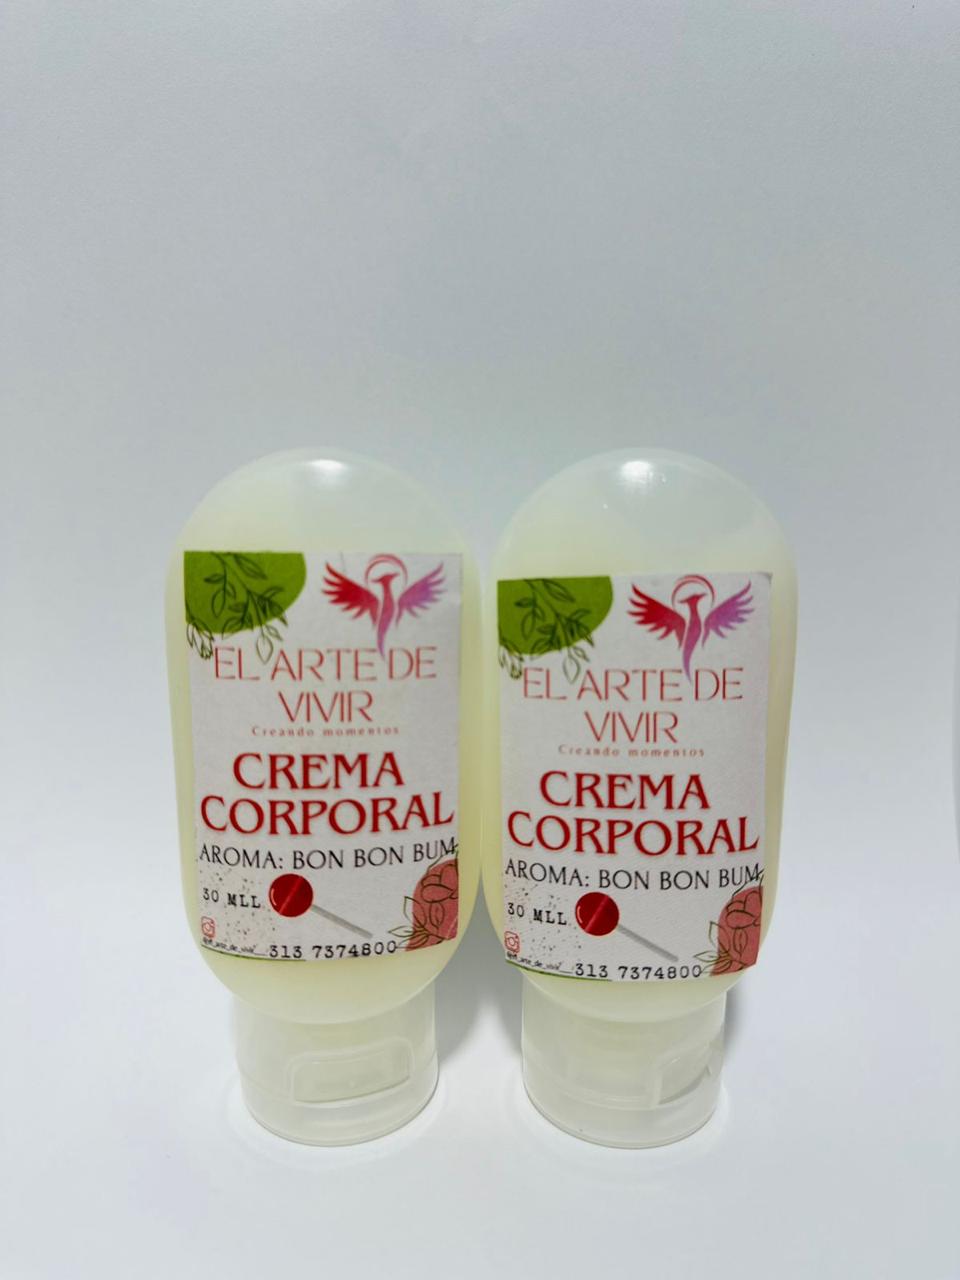 EL ARTE DE
VIVIR
Creando momentos
CREMA
CORPORAL
AROMA: BON BON BUM
30 MLL
313 7374800
EL ARTE DE
VIVIR
Creando momentos
CREMA
CORPORAL
AROMA: BON BON BUM
30 MLL
313 7374800